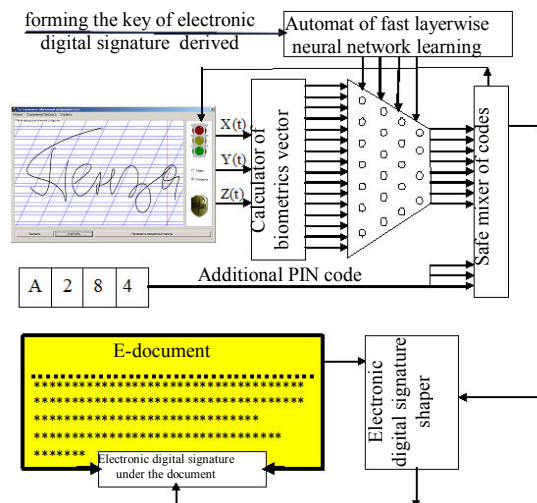 forming the key of electronic
digital signature derived
Automat of fast layerwise
neural network learning
X(t)
Y(t)
Z(t)
Calculator of
biometrics vector
Safe mixer of codes
Пенза
A 2 8 4
Additional PIN code
E-document
************************************
************************************
******************************
*********************************
*******
Electronic digital signature
under the document
Electronic
digital signature
shaper